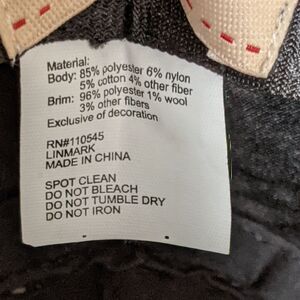 Material:
Body: 85% polyester 6% nylon
5% cotton 4% other fiber
Brim: 96% polyester 1% wool
3% other fibers
Exclusive of decoration
RN#110545
LINMARK
MADE IN CHINA
SPOT CLEAN
DO NOT BLEACH
DO NOT TUMBLE DRY
DO NOT IRON